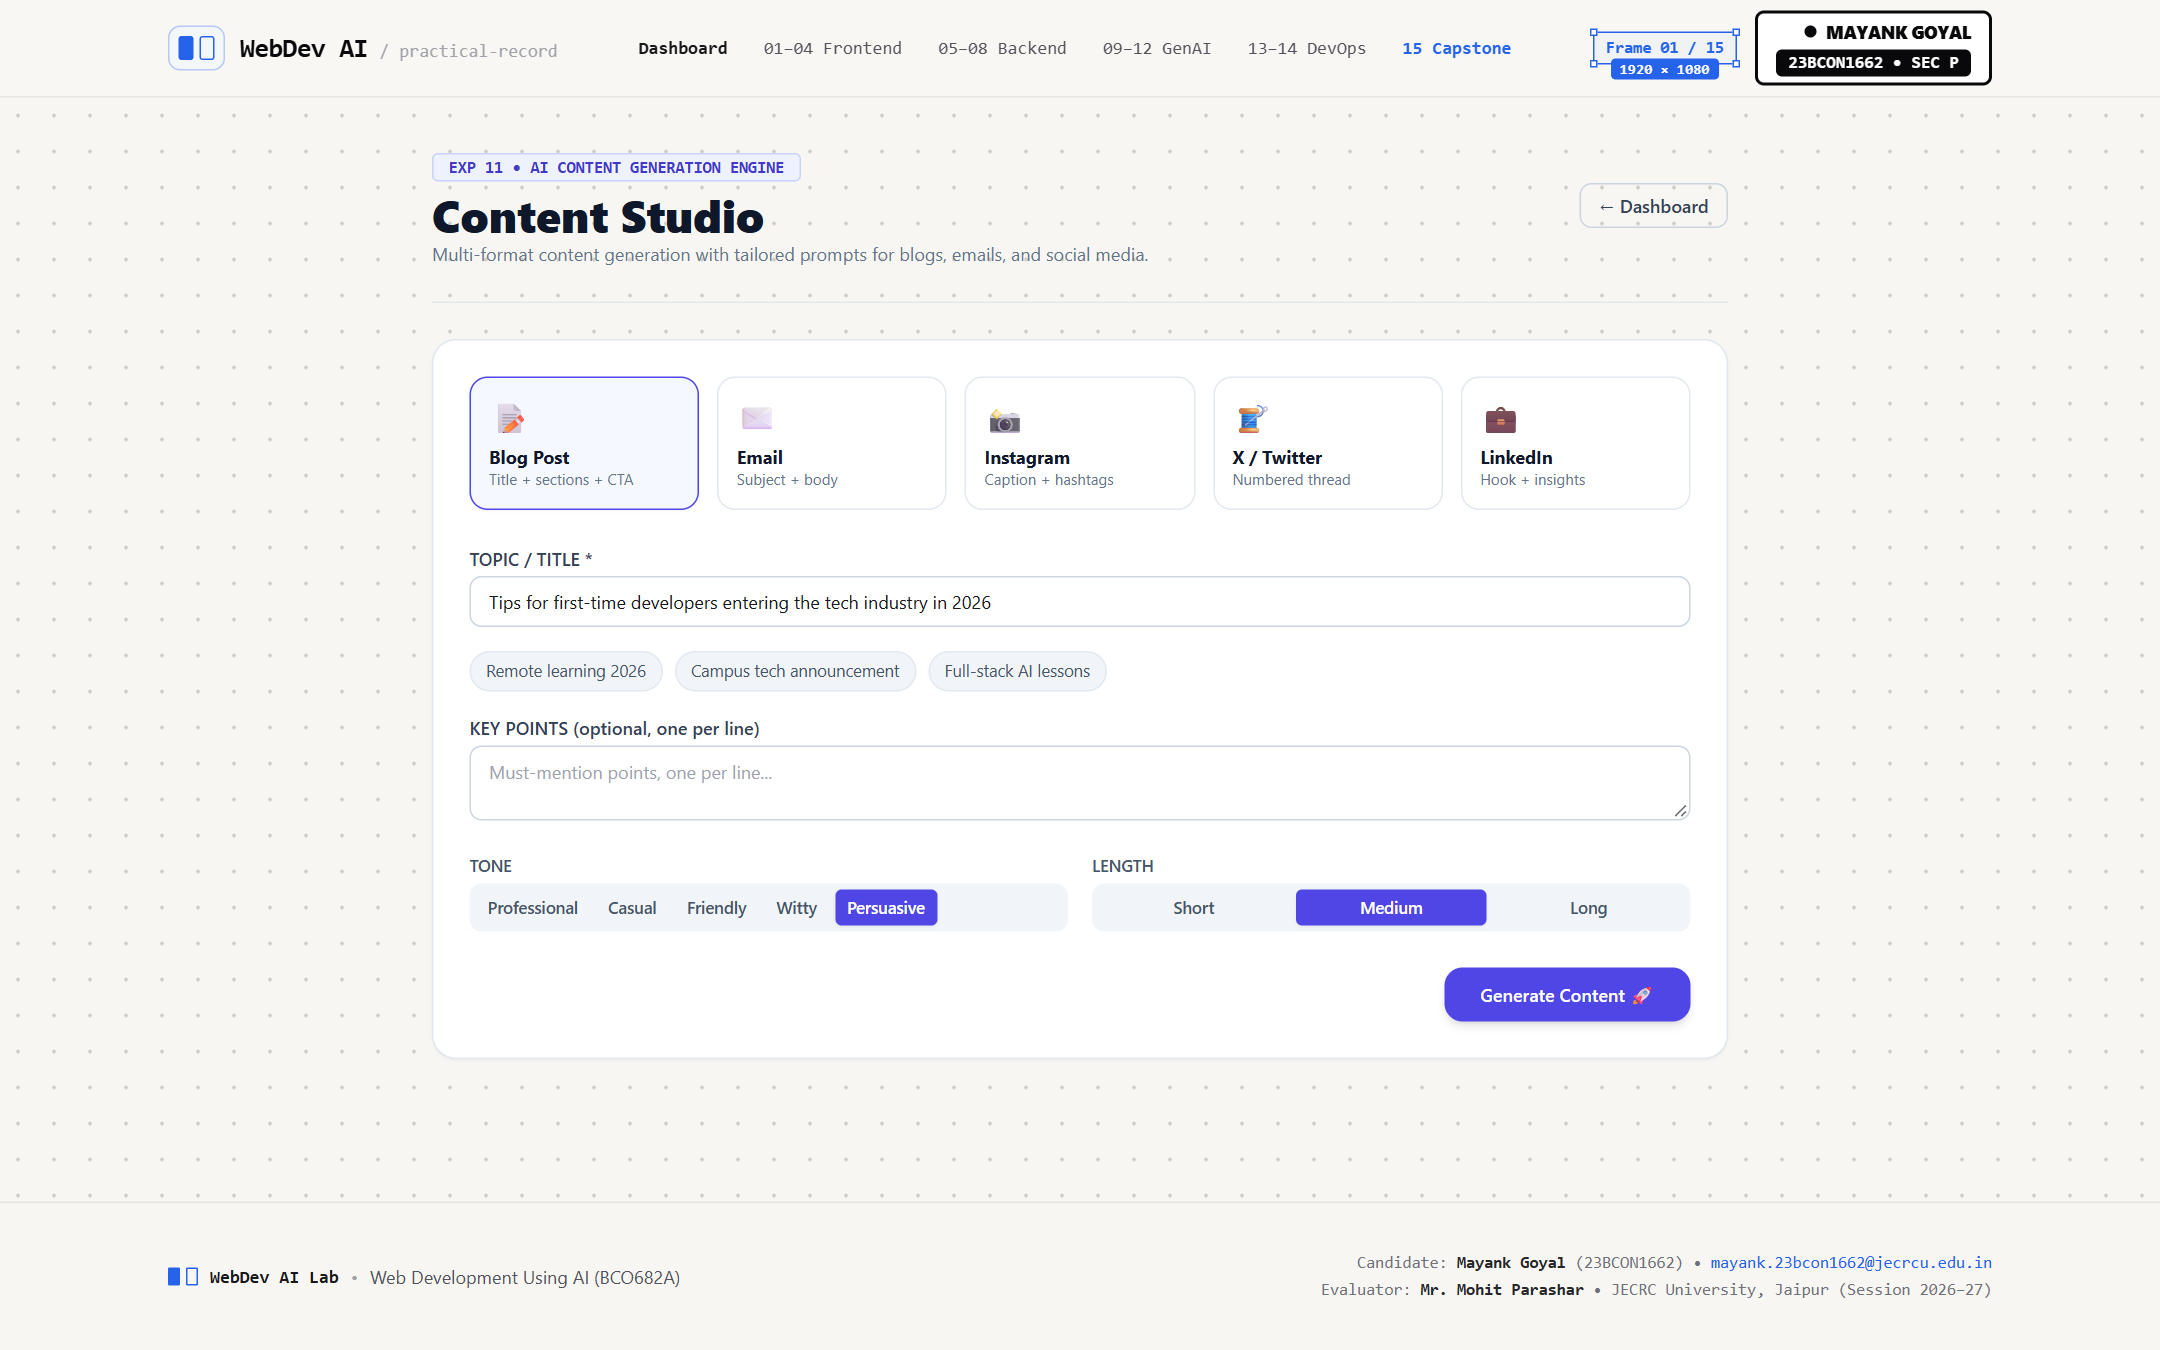 WebDev AI / practical-record
Dashboard
01–04 Frontend
05–08 Backend
09–12 GenAI
13–14 DevOps
15 Capstone
Frame 01 / 15
1920 × 1080
● MAYANK GOYAL
23BCON1662 • SEC P
EXP 11 • AI CONTENT GENERATION ENGINE
Content Studio
Multi-format content generation with tailored prompts for blogs, emails, and social media.
← Dashboard
Blog Post
Title + sections + CTA
Email
Subject + body
Instagram
Caption + hashtags
X / Twitter
Numbered thread
LinkedIn
Hook + insights
TOPIC / TITLE *
Tips for first-time developers entering the tech industry in 2026
Remote learning 2026
Campus tech announcement
Full-stack AI lessons
KEY POINTS (optional, one per line)
Must-mention points, one per line...
TONE
Professional
Casual
Friendly
Witty
Persuasive
LENGTH
Short
Medium
Long
Generate Content 🚀
WebDev AI Lab • Web Development Using AI (BCO682A)
Candidate: Mayank Goyal (23BCON1662) • mayank.23bcon1662@jecrcu.edu.in
Evaluator: Mr. Mohit Parashar • JECRC University, Jaipur (Session 2026–27)